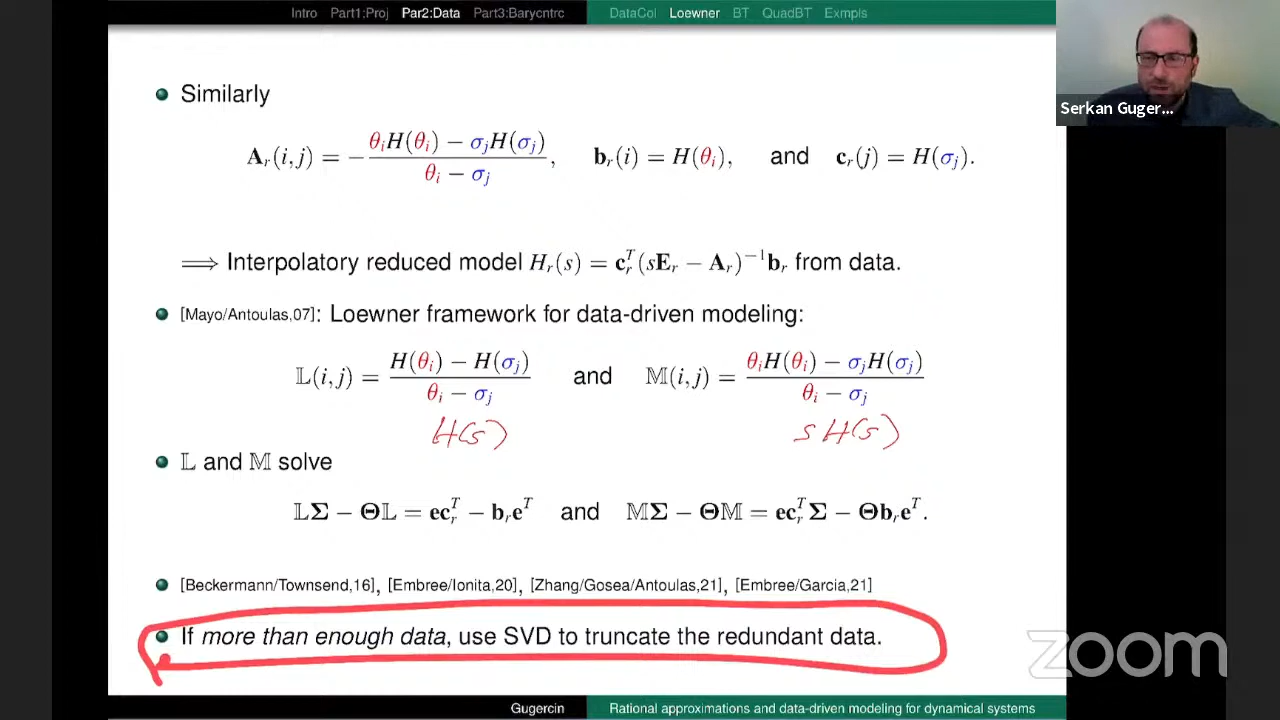 Intro Part1:Proj Par2:Data Part3:Barycntrc DataCol Loewner BT QuadBT Exmpls
Serkan Guger...
Similarly
A_r(i,j) = − (θ_i H(θ_i) − σ_j H(σ_j)) / (θ_i − σ_j), b_r(i) = H(θ_i), and c_r(j) = H(σ_j).
⟹ Interpolatory reduced model H_r(s) = c_r^T(sE_r − A_r)^{−1}b_r from data.
[Mayo/Antoulas,07]: Loewner framework for data-driven modeling:
𝕃(i,j) = (H(θ_i) − H(σ_j)) / (θ_i − σ_j) and 𝕄(i,j) = (θ_i H(θ_i) − σ_j H(σ_j)) / (θ_i − σ_j)
H(s) s H(s)
𝕃 and 𝕄 solve
𝕃Σ − Θ𝕃 = ec_r^T − b_r e^T and 𝕄Σ − Θ𝕄 = ec_r^T Σ − Θb_r e^T.
[Beckermann/Townsend,16], [Embree/Ionita,20], [Zhang/Gosea/Antoulas,21], [Embree/Garcia,21]
If more than enough data, use SVD to truncate the redundant data.
zoom
Gugercin Rational approximations and data-driven modeling for dynamical systems